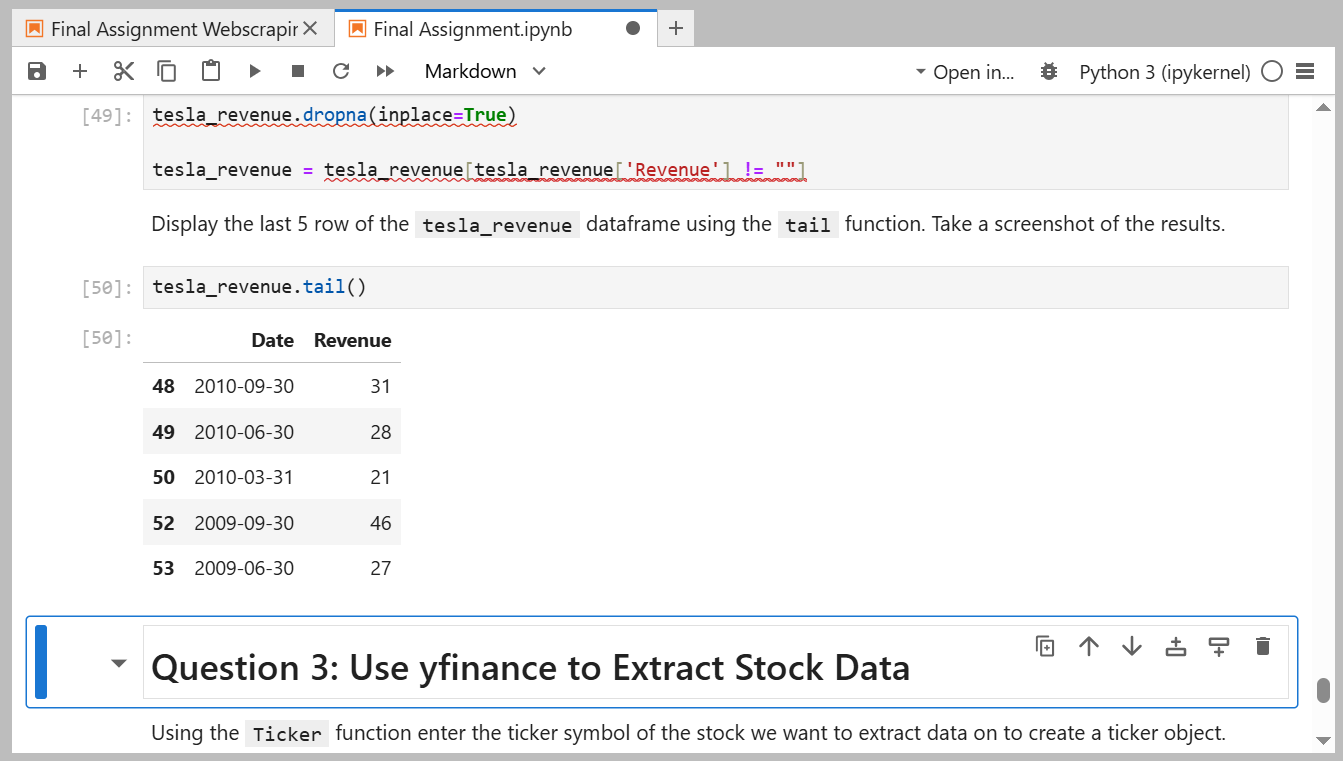 Final Assignment Webscrapin
Final Assignment.ipynb
Markdown
Open in...
Python 3 (ipykernel)
[49]:
tesla_revenue.dropna(inplace=True)
tesla_revenue = tesla_revenue[tesla_revenue['Revenue'] != ""]
Display the last 5 row of the tesla_revenue dataframe using the tail function. Take a screenshot of the results.
[50]:
tesla_revenue.tail()
[50]:
Date Revenue
48 2010-09-30 31
49 2010-06-30 28
50 2010-03-31 21
52 2009-09-30 46
53 2009-06-30 27
Question 3: Use yfinance to Extract Stock Data
Using the Ticker function enter the ticker symbol of the stock we want to extract data on to create a ticker object.